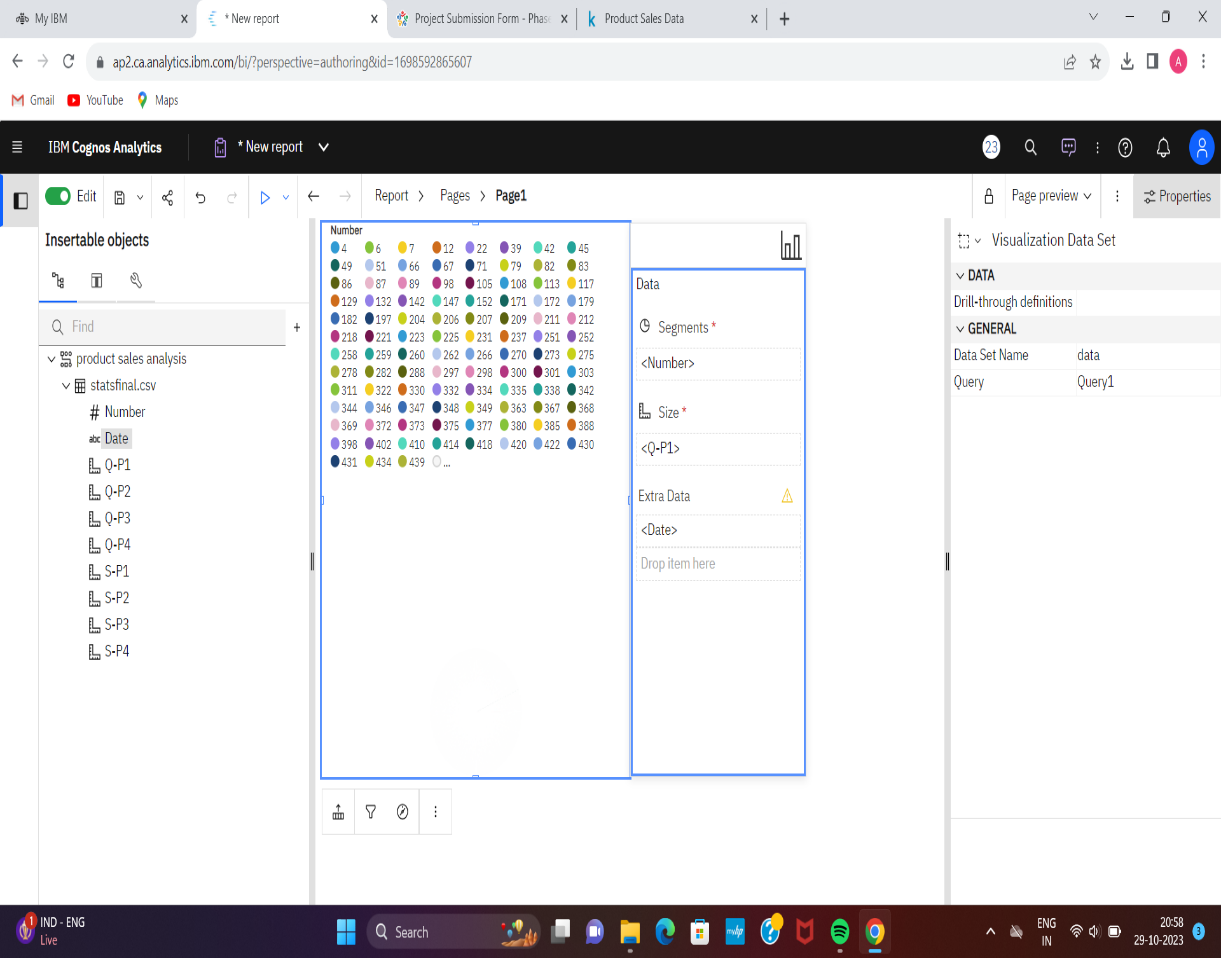 My IBM
* New report
Project Submission Form - Phas
Product Sales Data
ap2.ca.analytics.ibm.com/bi/?perspective=authoring&id=1698592865607
A
Gmail
YouTube
Maps
IBM Cognos Analytics
* New report
23
Edit
Report > Pages > Page1
Page preview
Properties
Insertable objects
Find
product sales analysis
statsfinal.csv
Number
abc Date
Q-P1
Q-P2
Q-P3
Q-P4
S-P1
S-P2
S-P3
S-P4
Number
4 6 7 12 22 39 42 45
49 51 66 67 71 79 82 83
86 87 89 98 105 108 113 117
129 132 142 147 152 171 172 179
182 197 204 206 207 209 211 212
218 221 223 225 231 237 251 252
258 259 260 262 266 270 273 275
278 282 288 297 298 300 301 303
311 322 330 332 334 335 338 342
344 346 347 348 349 363 367 368
369 372 373 375 377 380 385 388
398 402 410 414 418 420 422 430
431 434 439 ...
Data
Segments *
<Number>
Size *
<Q-P1>
Extra Data
<Date>
Drop item here
Visualization Data Set
DATA
Drill-through definitions
GENERAL
Data Set Name data
Query Query1
1
IND - ENG
Live
Search
mydp
ENG
IN
20:58
29-10-2023
3